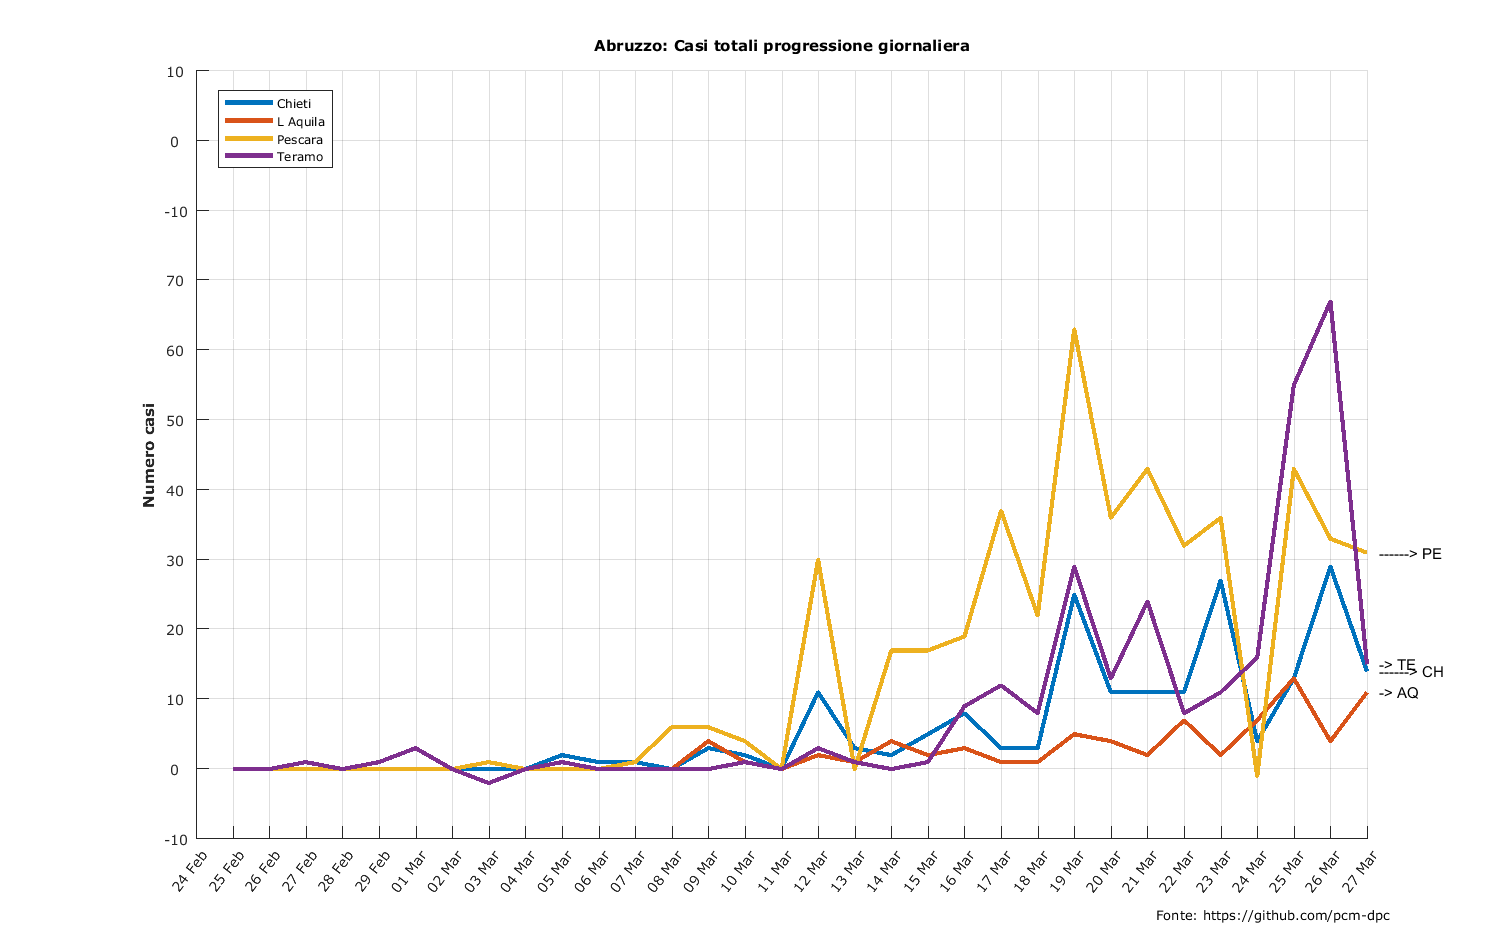 Abruzzo: Casi totali progressione giornaliera
10
0
-10
70
60
50
40
30
20
10
0
-10
Numero casi
Chieti
L Aquila
Pescara
Teramo
------> PE
-> TE
------> CH
-> AQ
24 Feb
25 Feb
26 Feb
27 Feb
28 Feb
29 Feb
01 Mar
02 Mar
03 Mar
04 Mar
05 Mar
06 Mar
07 Mar
08 Mar
09 Mar
10 Mar
11 Mar
12 Mar
13 Mar
14 Mar
15 Mar
16 Mar
17 Mar
18 Mar
19 Mar
20 Mar
21 Mar
22 Mar
23 Mar
24 Mar
25 Mar
26 Mar
27 Mar
Fonte: https://github.com/pcm-dpc